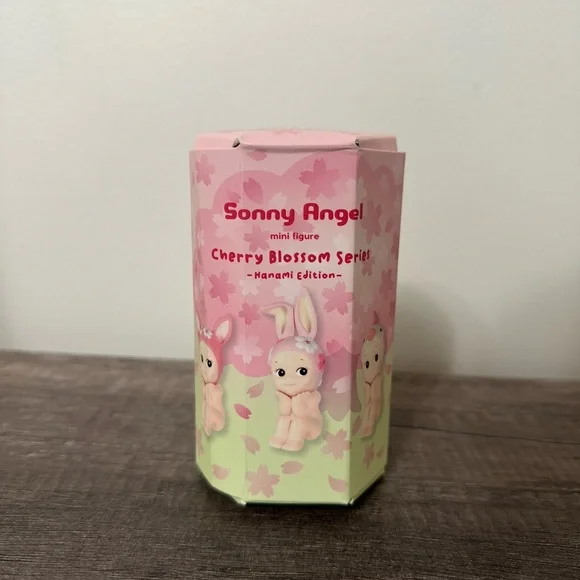 Sonny Angel
mini figure
Cherry Blossom Series
-Hanami Edition-